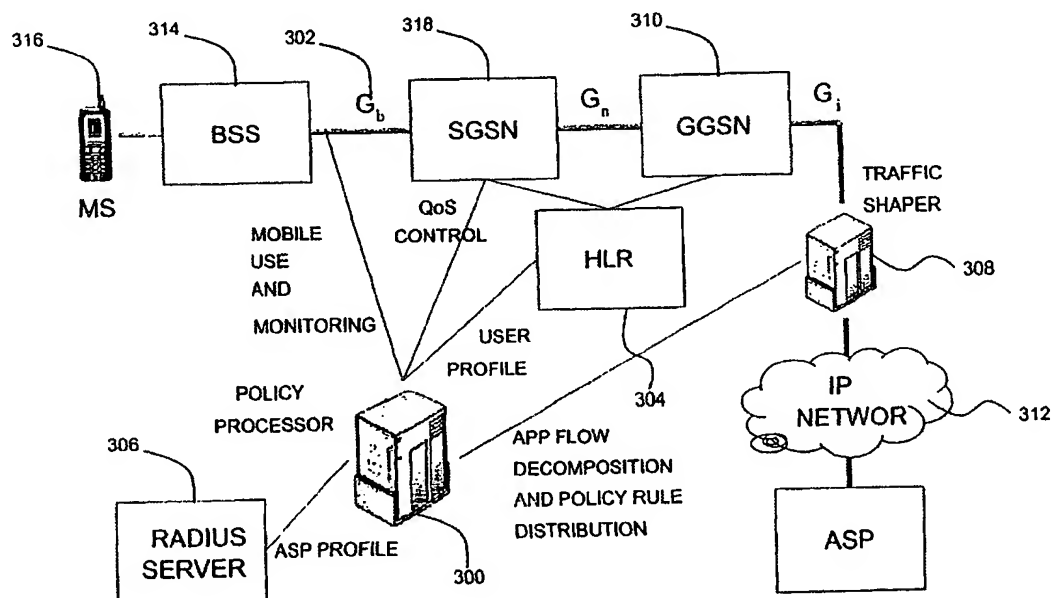 316
314
302
318
310
BSS
G_b
SGSN
G_n
GGSN
G_i
MS
TRAFFIC
SHAPER
308
MOBILE
USE
AND
MONITORING
QoS
CONTROL
HLR
304
USER
PROFILE
POLICY
PROCESSOR
IP
NETWOR
312
306
RADIUS
SERVER
ASP PROFILE
300
APP FLOW
DECOMPOSITION
AND POLICY RULE
DISTRIBUTION
ASP